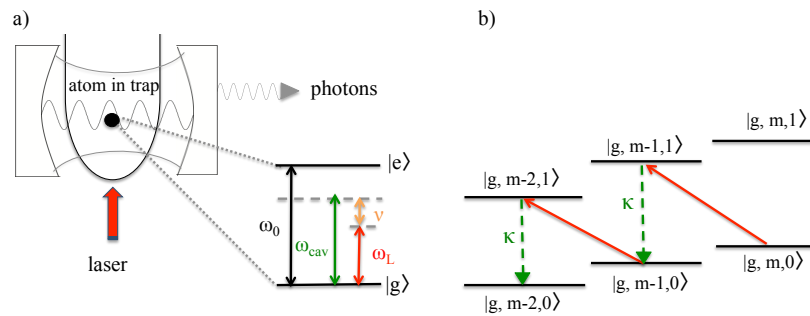 a)
atom in trap
photons
laser
|e⟩
ω0
ωcav
ν
ωL
|g⟩
b)
|g, m,1⟩
|g, m-1,1⟩
|g, m-2,1⟩
κ
κ
|g, m,0⟩
|g, m-1,0⟩
|g, m-2,0⟩